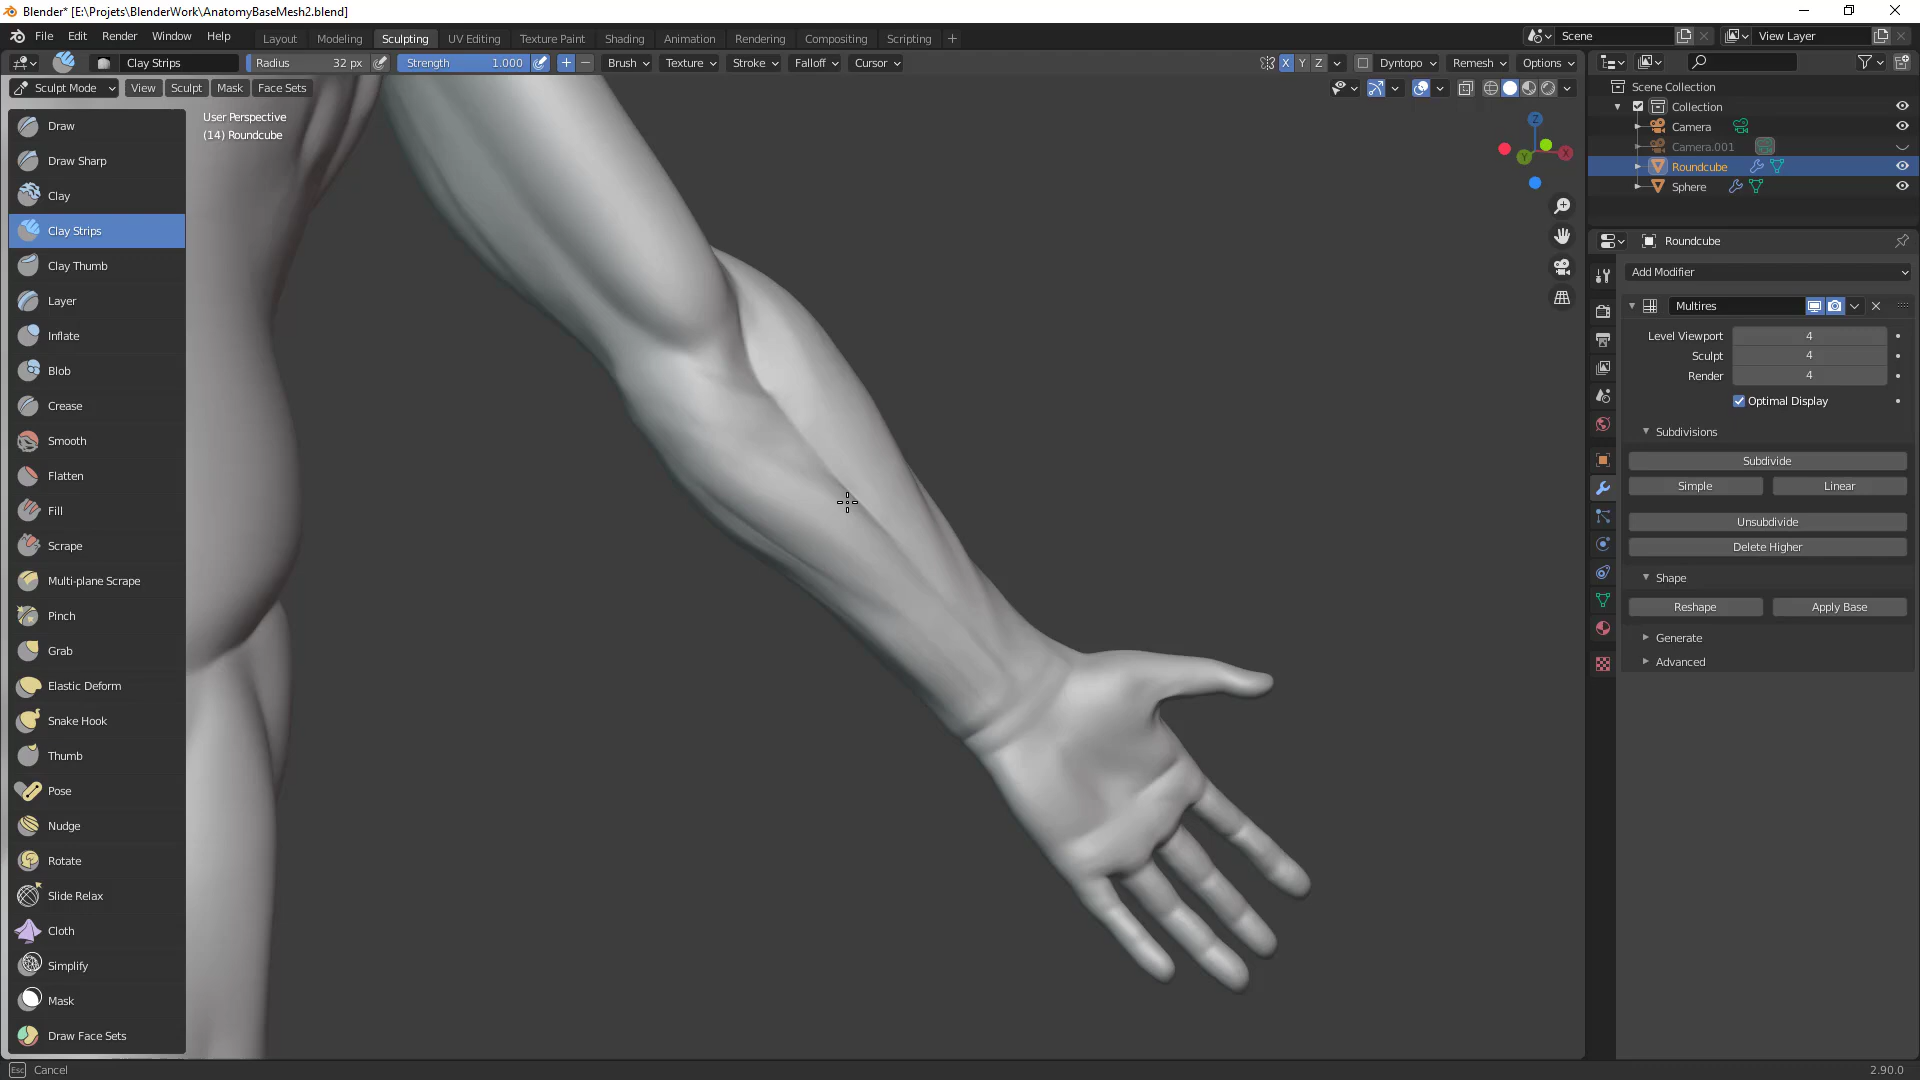 Blender* [E:\Projets\BlenderWork\AnatomyBaseMesh2.blend]
File Edit Render Window Help Layout Modeling Sculpting UV Editing Texture Paint Shading Animation Rendering Compositing Scripting + Scene View Layer
Clay Strips Radius 32 px Strength 1.000 + − Brush Texture Stroke Falloff Cursor X Y Z Dyntopo Remesh Options
Sculpt Mode View Sculpt Mask Face Sets
User Perspective
(14) Roundcube
Z
X
Y
Draw
Draw Sharp
Clay
Clay Strips
Clay Thumb
Layer
Inflate
Blob
Crease
Smooth
Flatten
Fill
Scrape
Multi-plane Scrape
Pinch
Grab
Elastic Deform
Snake Hook
Thumb
Pose
Nudge
Rotate
Slide Relax
Cloth
Simplify
Mask
Draw Face Sets
Scene Collection
Collection
Camera
Camera.001
Roundcube
Sphere
Roundcube
Add Modifier
Multires
Level Viewport 4
Sculpt 4
Render 4
Optimal Display
Subdivisions
Subdivide
Simple Linear
Unsubdivide
Delete Higher
Shape
Reshape Apply Base
Generate
Advanced
Esc Cancel
2.90.0